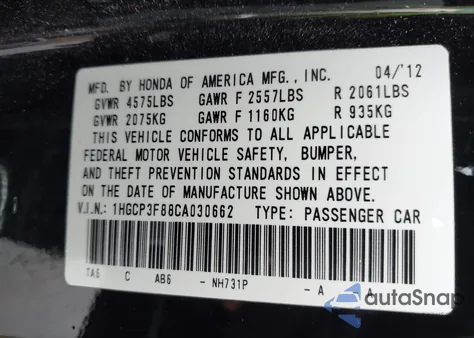 MFD. BY HONDA OF AMERICA MFG., INC. 04/'12
GVWR 4575LBS GAWR F 2557LBS R 2061LBS
GVWR 2075KG GAWR F 1160KG R 935KG
THIS VEHICLE CONFORMS TO ALL APPLICABLE
FEDERAL MOTOR VEHICLE SAFETY, BUMPER,
AND THEFT PREVENTION STANDARDS IN EFFECT
ON THE DATE OF MANUFACTURE SHOWN ABOVE.
V.I.N.: 1HGCP3F88CA030662 TYPE: PASSENGER CAR
TA6 C AB6 - NH731P - A - A
autoSnap